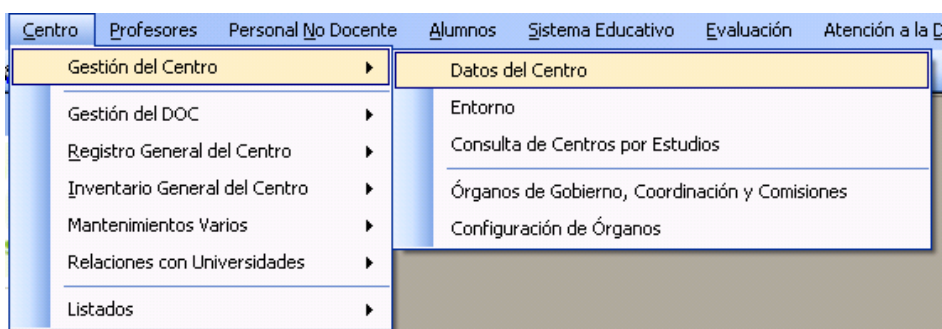 Centro Profesores Personal No Docente Alumnos Sistema Educativo Evaluación Atención a la D
Gestión del Centro
Gestión del DOC
Registro General del Centro
Inventario General del Centro
Mantenimientos Varios
Relaciones con Universidades
Listados
Datos del Centro
Entorno
Consulta de Centros por Estudios
Órganos de Gobierno, Coordinación y Comisiones
Configuración de Órganos